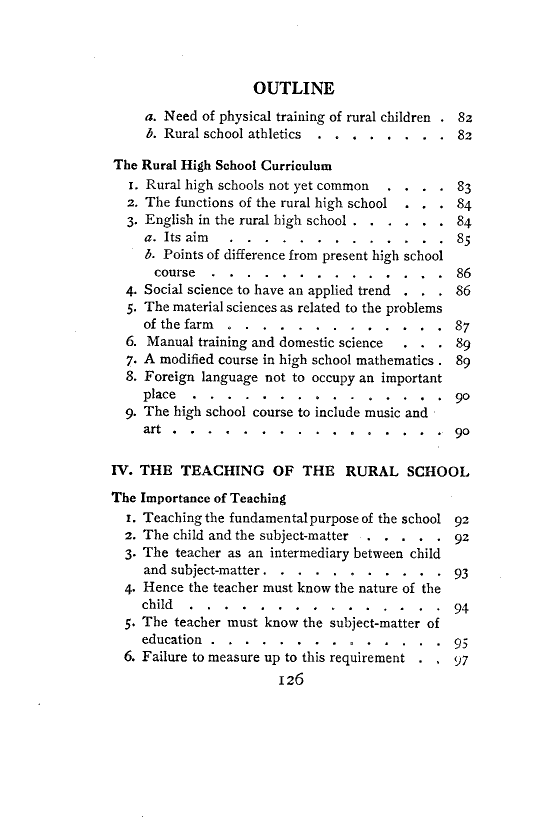 OUTLINE
a. Need of physical training of rural children . 82
b. Rural school athletics . . . . . . . . 82
The Rural High School Curriculum
1. Rural high schools not yet common . . . . 83
2. The functions of the rural high school . . . 84
3. English in the rural high school . . . . . . 84
a. Its aim . . . . . . . . . . . . . 85
b. Points of difference from present high school
course . . . . . . . . . . . . . . 86
4. Social science to have an applied trend . . . 86
5. The material sciences as related to the problems
of the farm . . . . . . . . . . . . . 87
6. Manual training and domestic science . . . 89
7. A modified course in high school mathematics . 89
8. Foreign language not to occupy an important
place . . . . . . . . . . . . . . . 90
9. The high school course to include music and
art . . . . . . . . . . . . . . . . 90
IV. THE TEACHING OF THE RURAL SCHOOL
The Importance of Teaching
1. Teaching the fundamental purpose of the school 92
2. The child and the subject-matter . . . . . 92
3. The teacher as an intermediary between child
and subject-matter . . . . . . . . . . . 93
4. Hence the teacher must know the nature of the
child . . . . . . . . . . . . . . . 94
5. The teacher must know the subject-matter of
education . . . . . . . . . . . . . . 95
6. Failure to measure up to this requirement . . 97
126